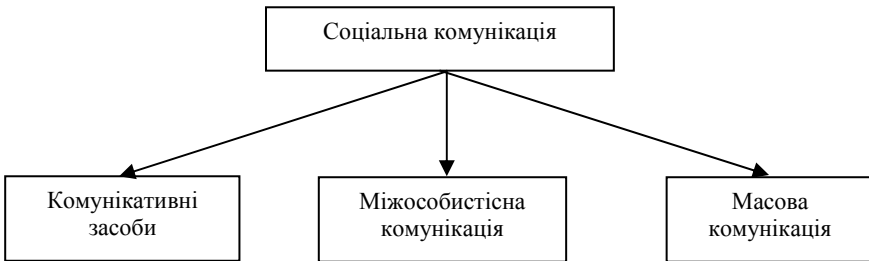 Соціальна комунікація
Комунікативні
засоби
Міжособистісна
комунікація
Масова
комунікація